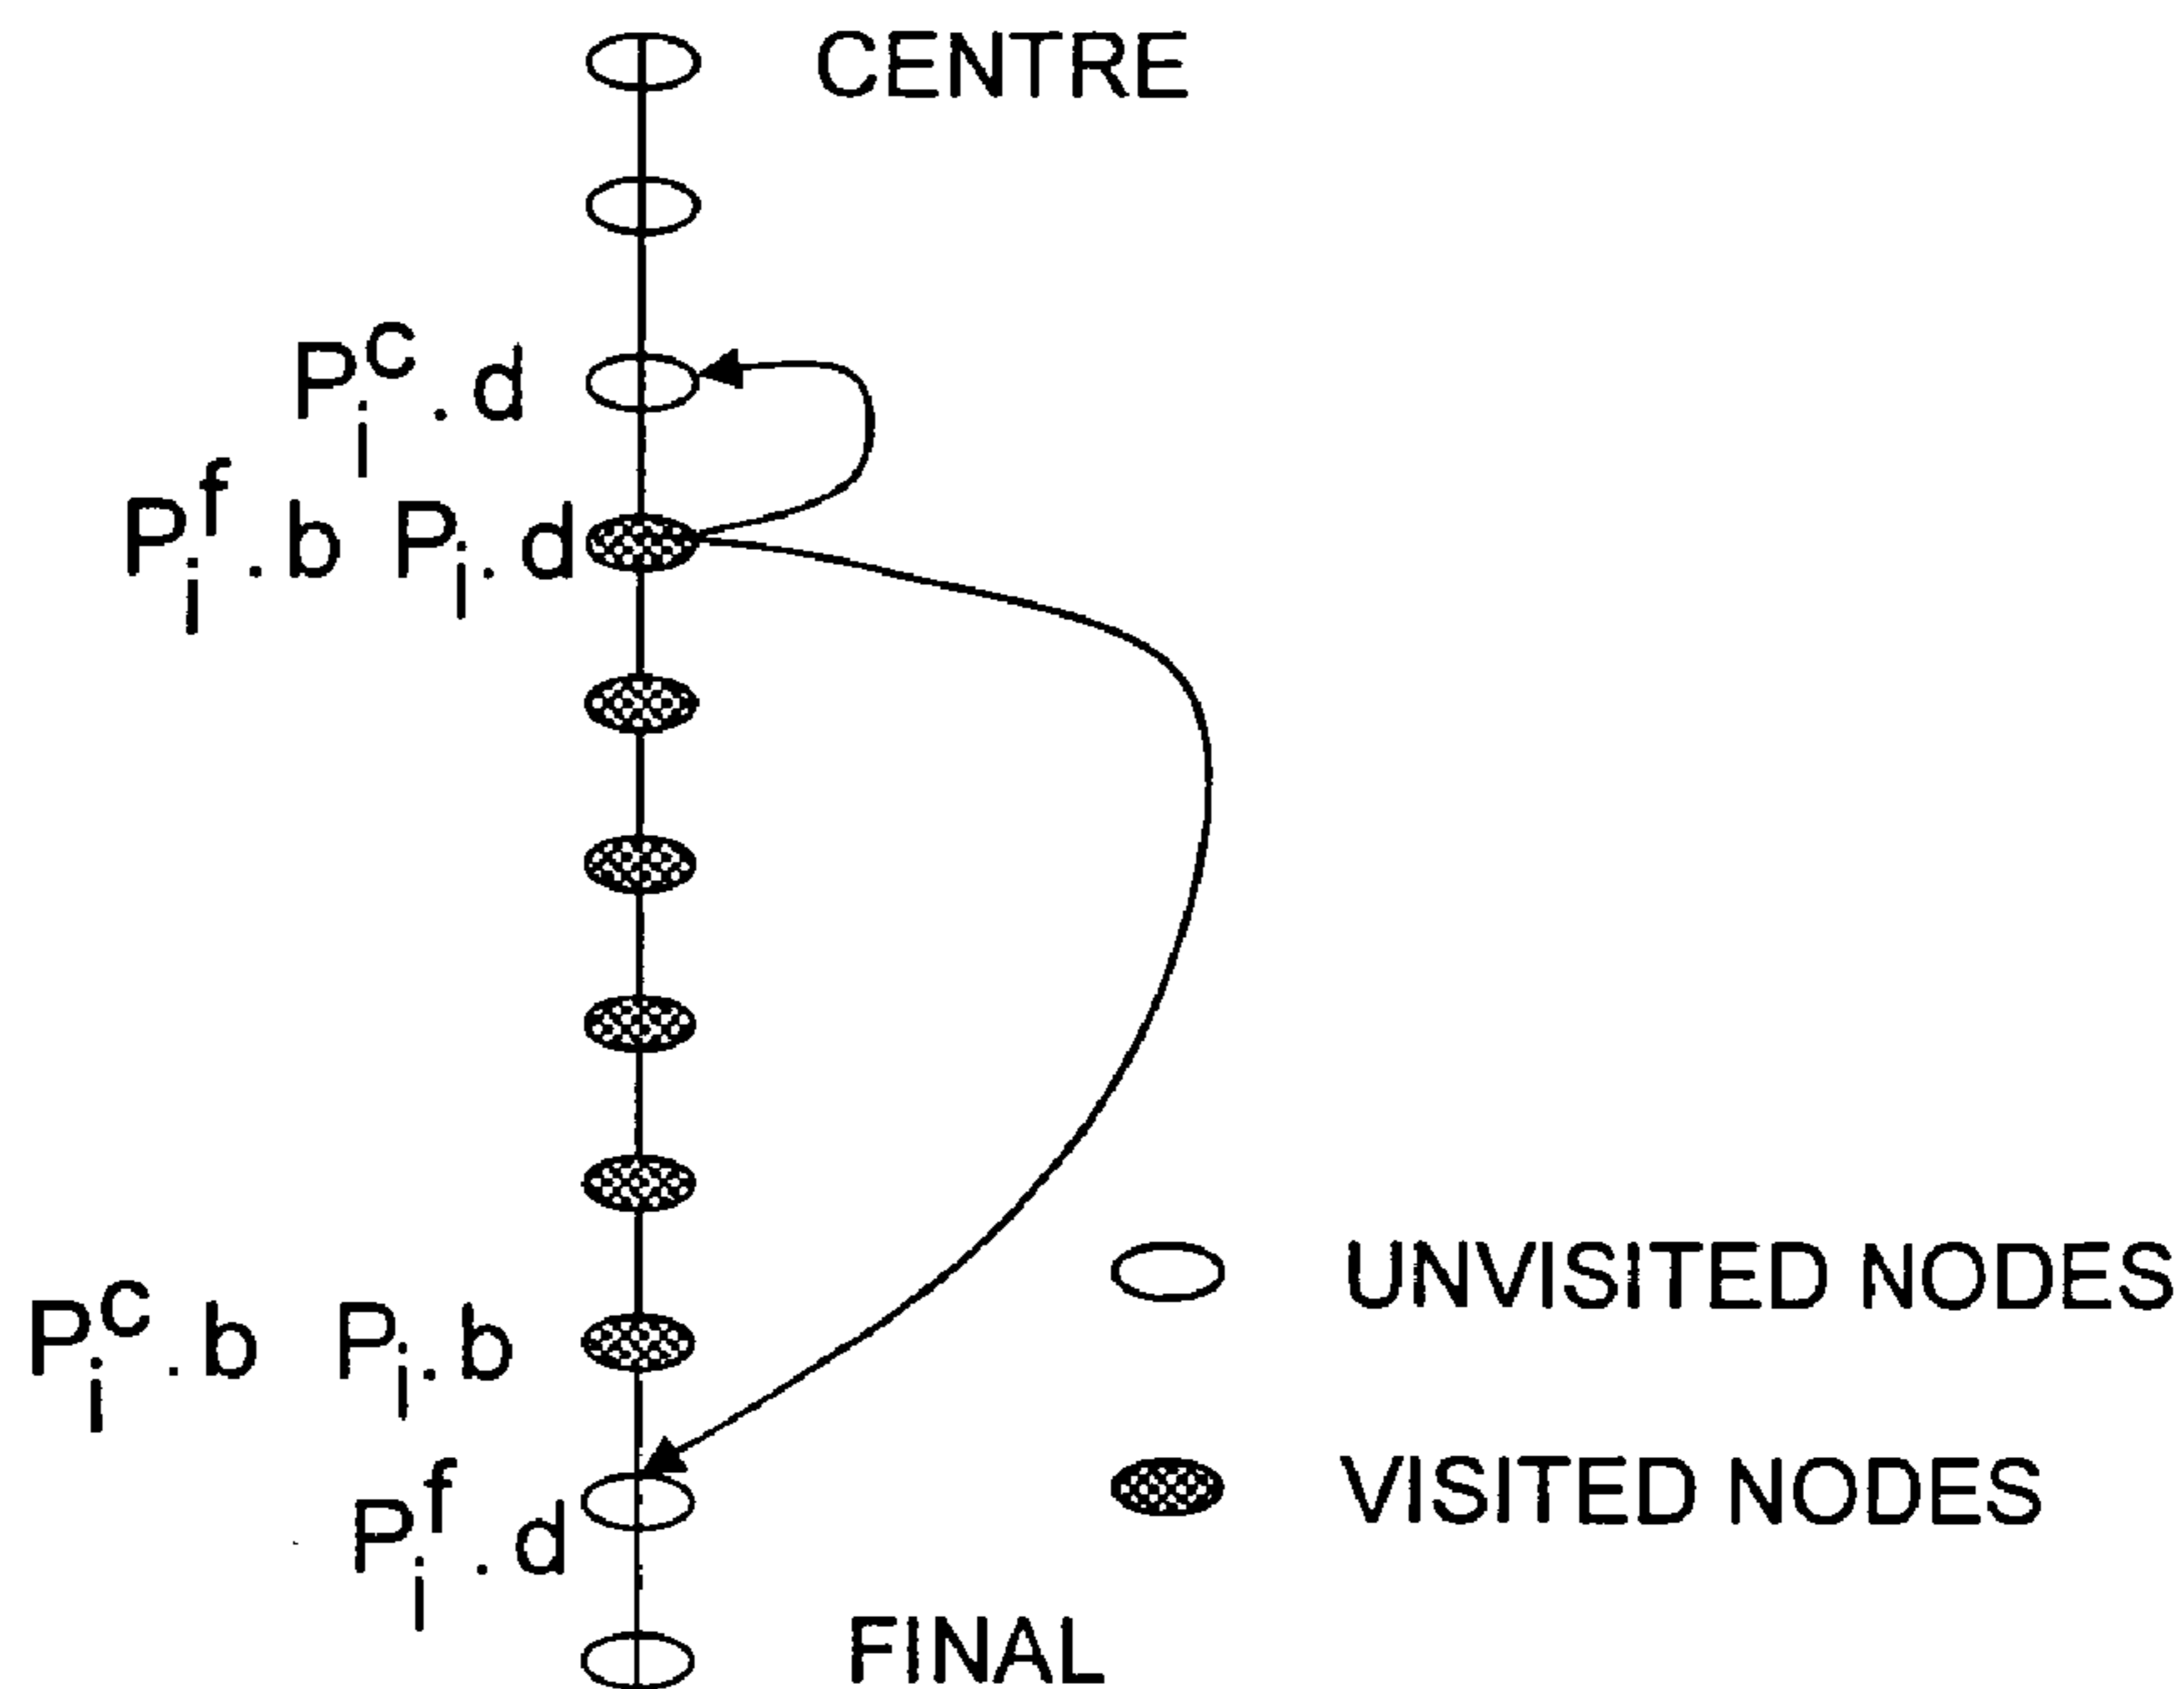 CENTRE
P_i^c.d
P_i^f.b P_i.d
UNVISITED NODES
P_i^c.b P_i.b
VISITED NODES
P_i^f.d
FINAL